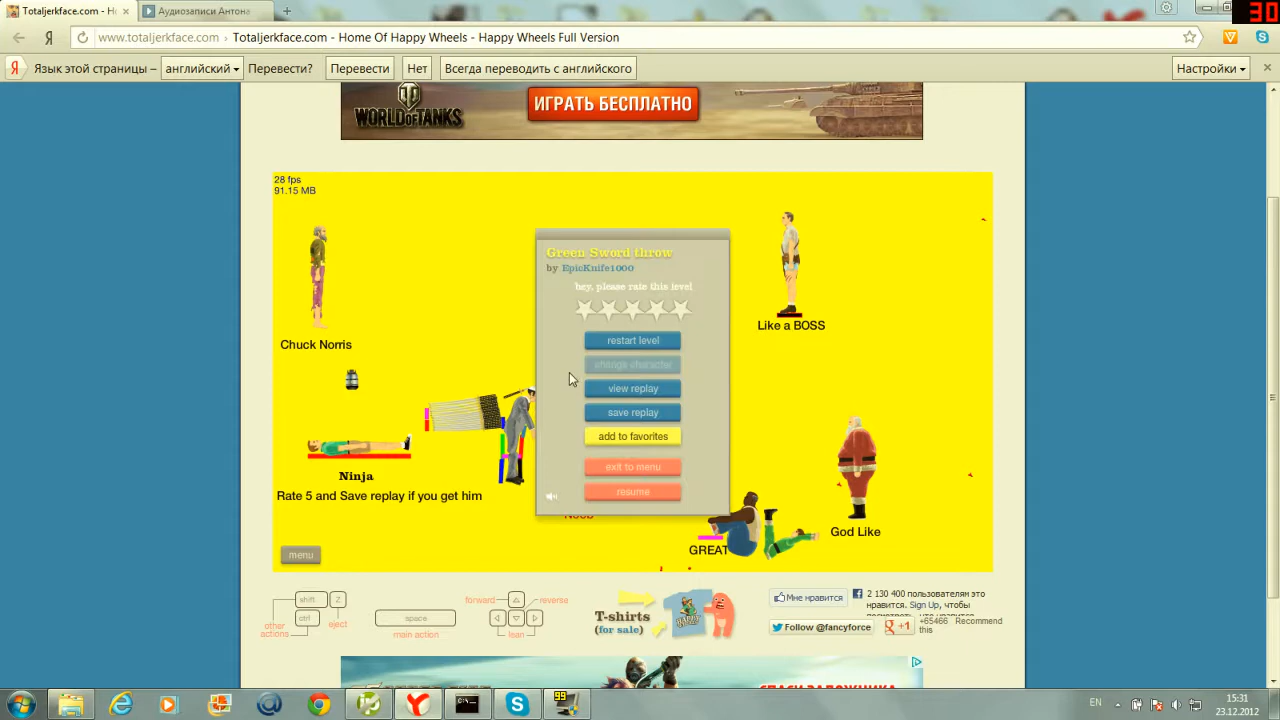 Totaljerkface.com - Ho
Аудиозаписи Антона
30
www.totaljerkface.com
Totaljerkface.com - Home Of Happy Wheels - Happy Wheels Full Version
Язык этой страницы –
английский
Перевести?
Перевести
Нет
Всегда переводить с английского
Настройки
WORLD OF TANKS
ИГРАТЬ БЕСПЛАТНО
28 fps
91.15 MB
Green Sword throw
by EpicKnife1000
hey, please rate this level
restart level
change character
view replay
save replay
add to favorites
exit to menu
resume
Chuck Norris
Like a BOSS
Ninja
Rate 5 and Save replay if you get him
Noob
GREAT
God Like
menu
shift
Z
ctrl
eject
other
actions
space
main action
forward
reverse
lean
T-shirts
(for sale)
Мне нравится
2 130 400 пользователям это
нравится. Sign Up, чтобы
Follow @fancyforce
g +1
+65466 Recommend
this
99
EN
15:31
23.12.2012